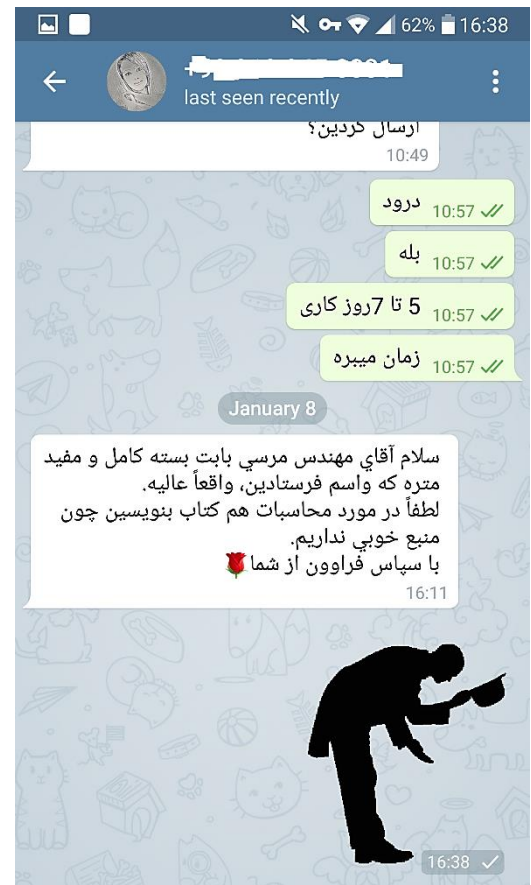 62% 16:38
last seen recently
ارسال کردین؟
10:49
درود
10:57
بله
10:57
5 تا 7روز کاری
10:57
زمان میبره
10:57
January 8
سلام آقاي مهندس مرسي بابت بسته کامل و مفيد
متره که واسم فرستادين، واقعاً عاليه.
لطفاً در مورد محاسبات هم کتاب بنويسين چون
منبع خوبي نداريم.
با سپاس فراوون از شما🌹
16:11
16:38